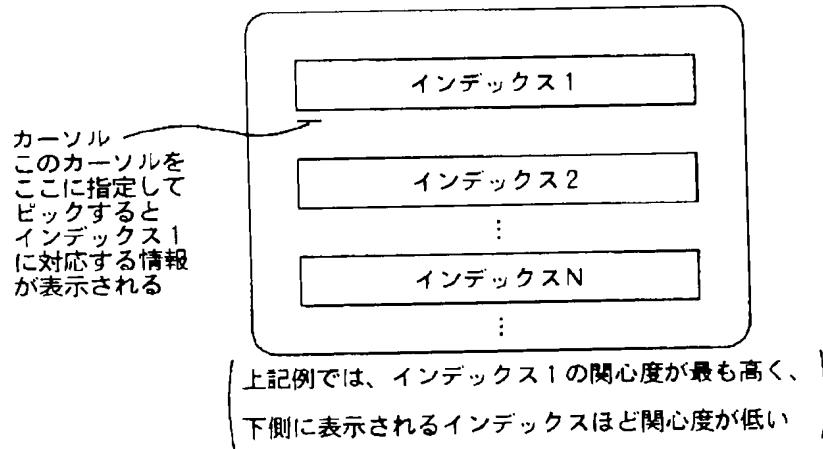 インデックス1
カーソル
このカーソルを
ここに指定して
ピックすると
インデックス1
に対応する情報
が表示される
インデックス2
⋮
インデックスN
⋮
上記例では、インデックス1の関心度が最も高く、
下側に表示されるインデックスほど関心度が低い